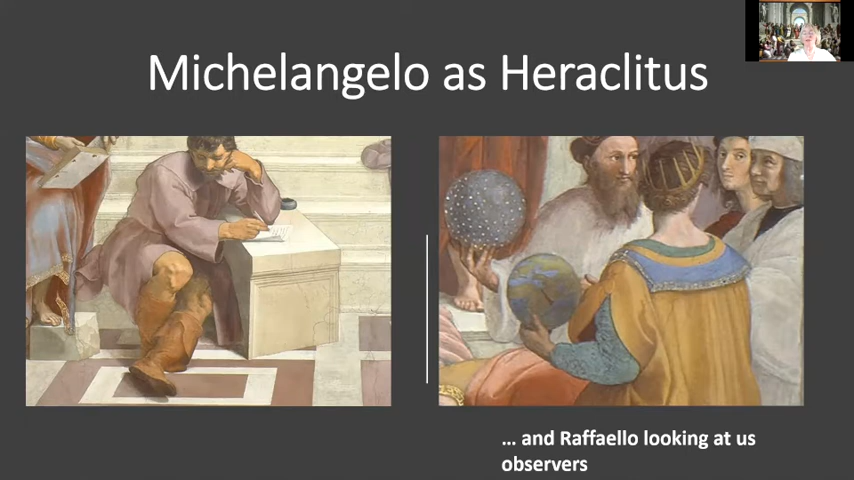 Michelangelo as Heraclitus
... and Raffaello looking at us
observers